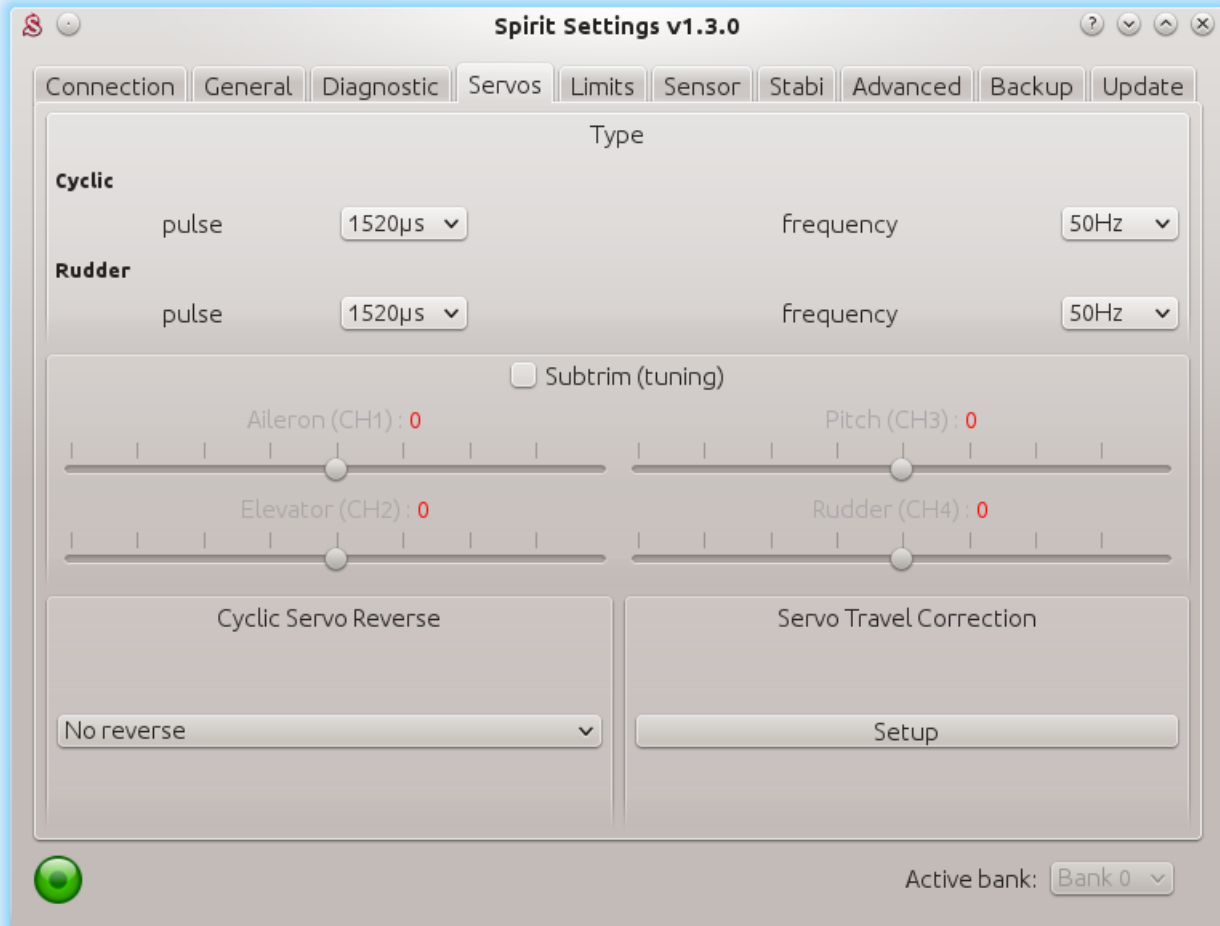 Spirit Settings v1.3.0
Connection General Diagnostic Servos Limits Sensor Stabi Advanced Backup Update
Type
Cyclic
pulse 1520µs frequency 50Hz
Rudder
pulse 1520µs frequency 50Hz
Subtrim (tuning)
Aileron (CH1) : 0 Pitch (CH3) : 0
Elevator (CH2) : 0 Rudder (CH4) : 0
Cyclic Servo Reverse Servo Travel Correction
No reverse Setup
Active bank: Bank 0